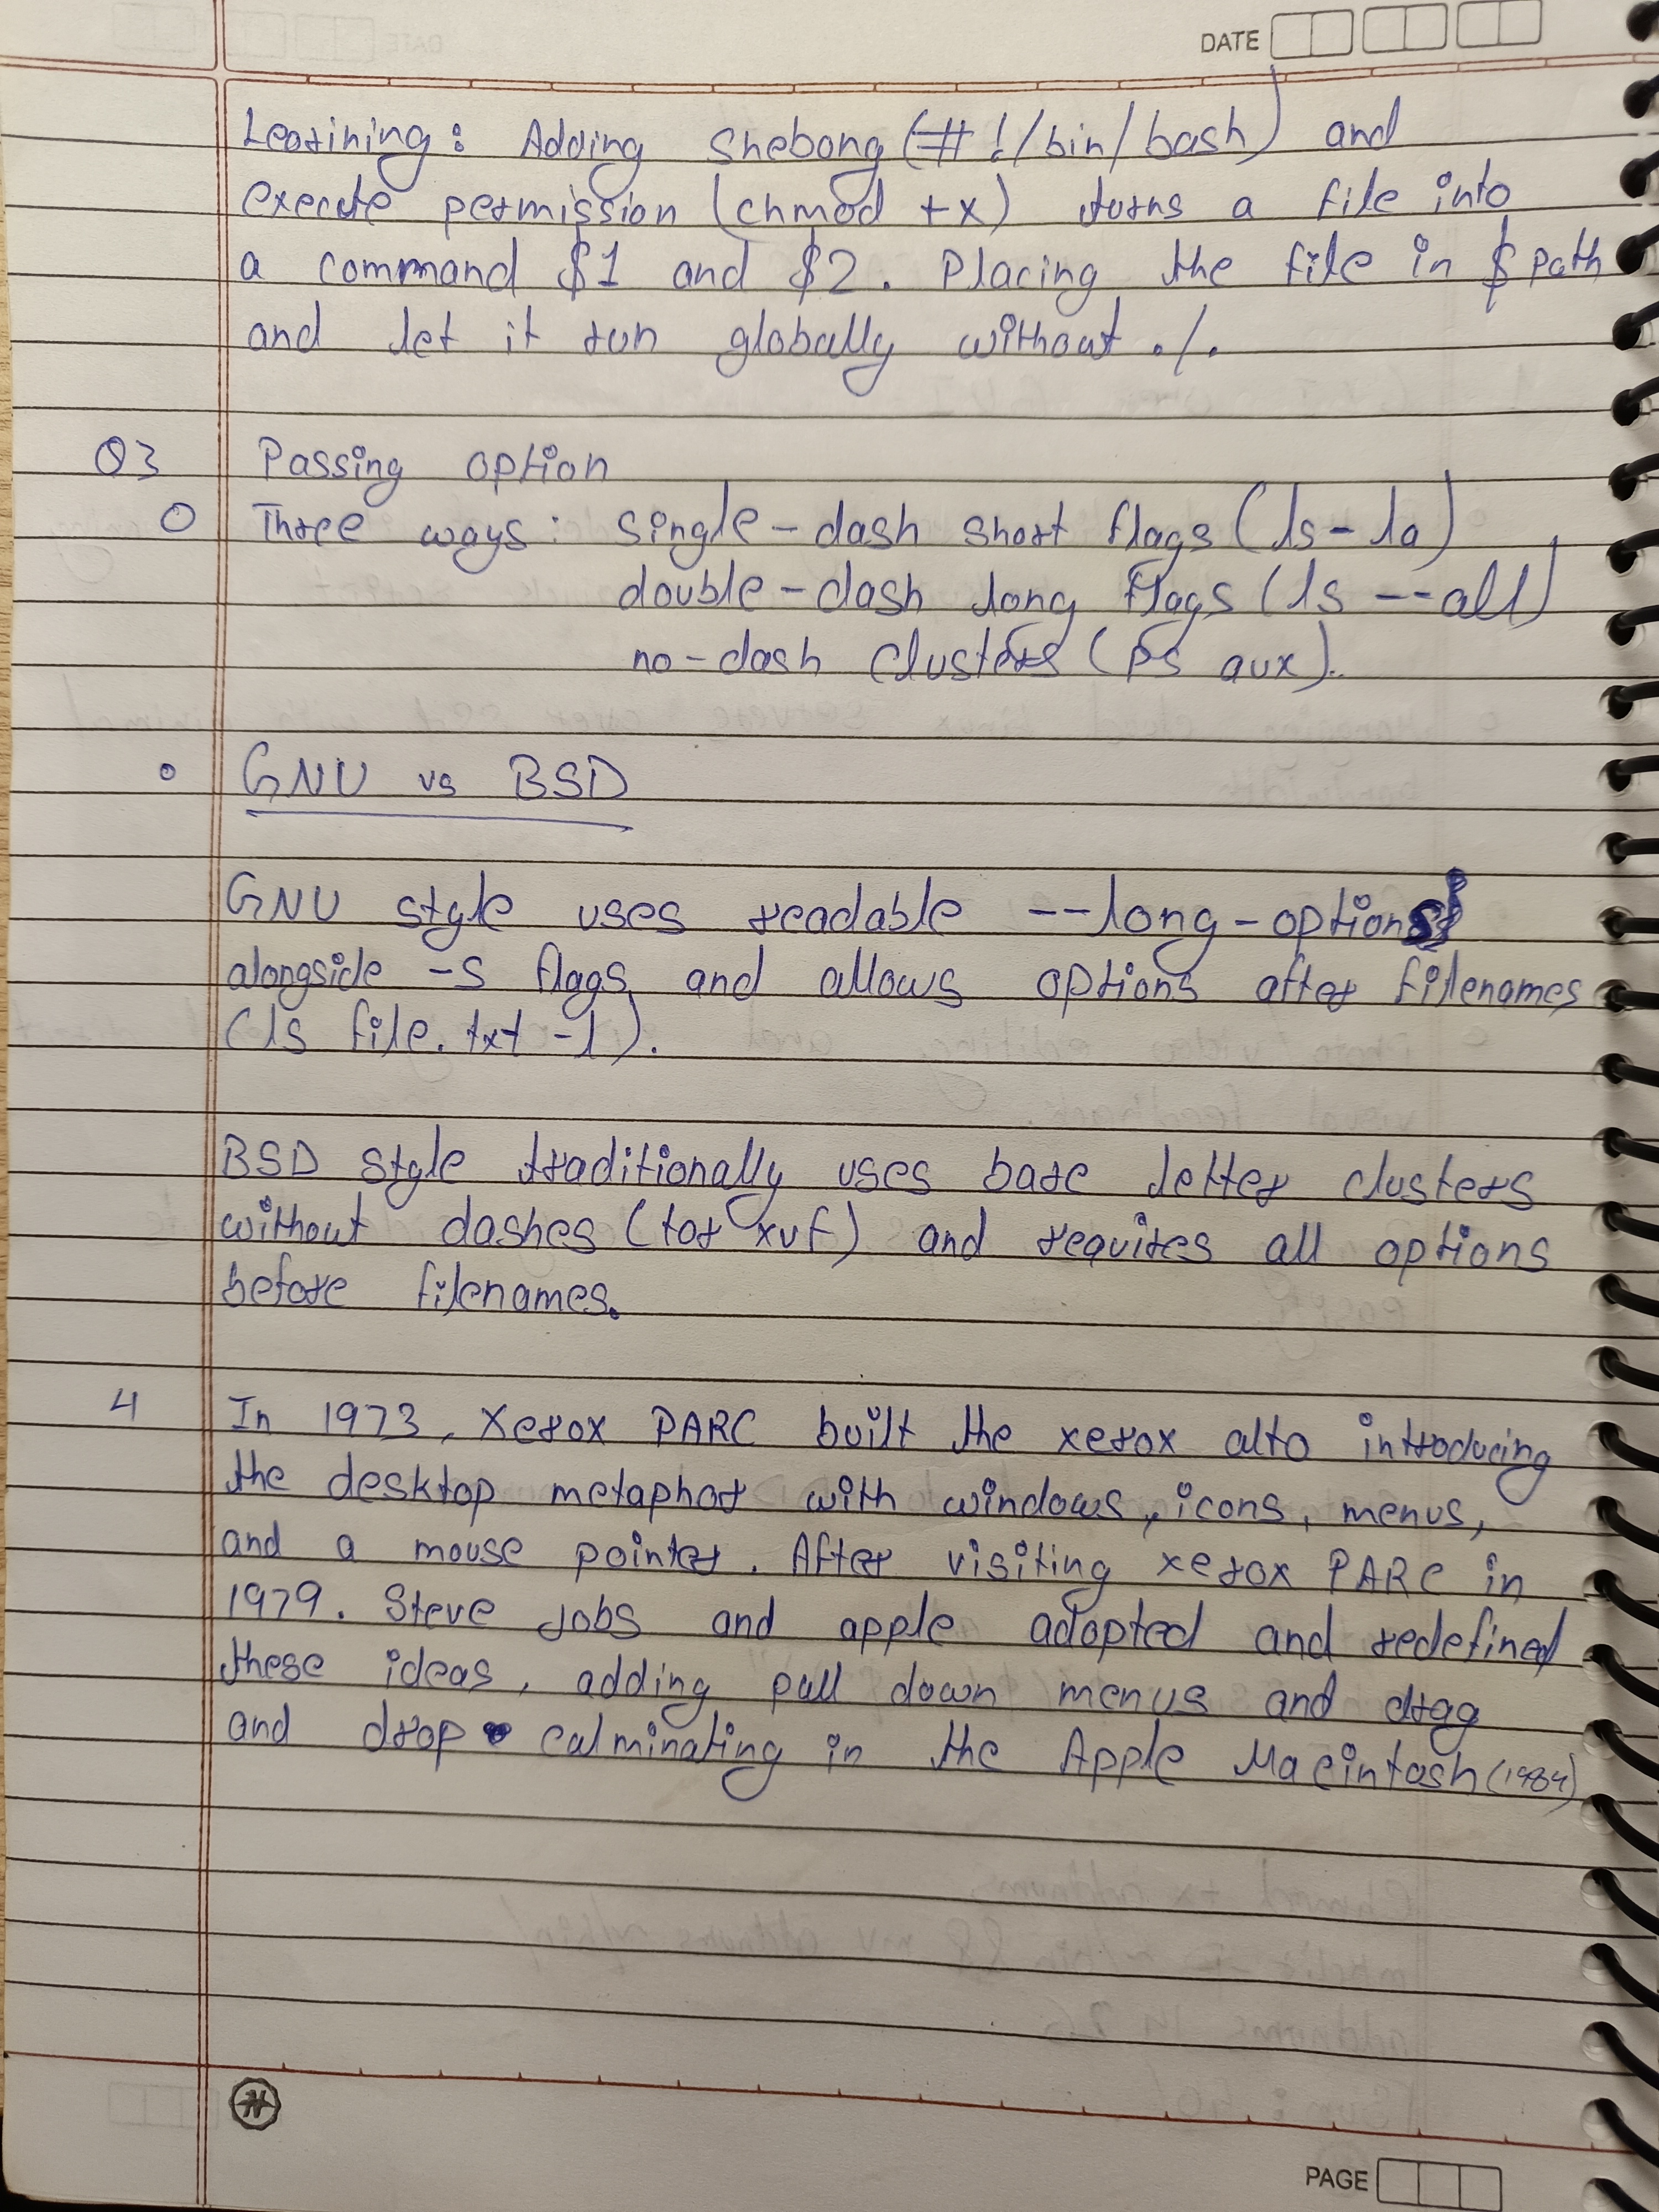 DATE
Learining: Adding Shebong (#!/bin/bash) and
execute permission (chmod +x) turns a file into
a command $1 and $2. Placing the file in $path
and let it run globally without ./.
Q3 Passing option
Three ways: single-dash short flags (ls-la)
double-dash long flags (ls --all)
no-dash clusters (ps aux).
GNU vs BSD
GNU style uses readable --long-options
alongside -s flags and allows options after filenames
(ls file.txt -l).
BSD style traditionally uses bare letter clusters
without dashes (tar xvf) and requires all options
before filenames.
4 In 1973, Xerox PARC built the xerox alto introducing
the desktop metaphor with windows, icons, menus,
and a mouse pointer. After visiting xerox PARC in
1979. Steve jobs and apple adopted and redefined
these ideas, adding pull down menus and drag
and drop culminating in the Apple Macintosh (1984)
N
PAGE